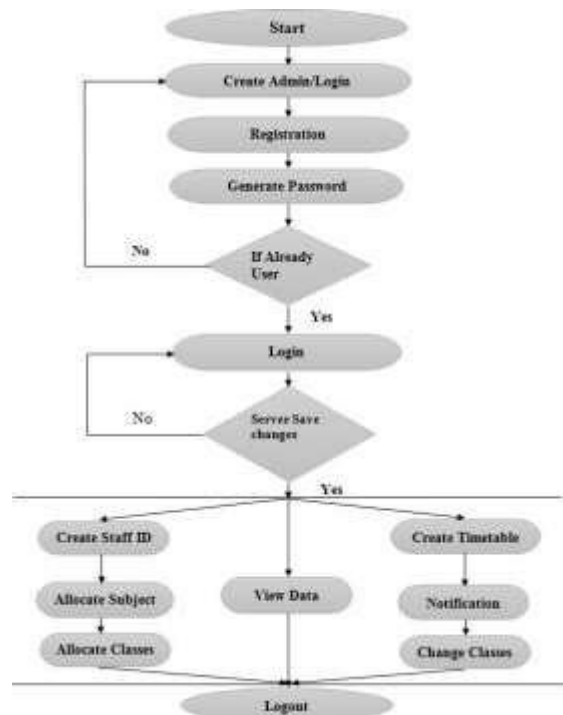 Start
Create Admin/Login
Registration
Generate Password
No
If Already
User
Yes
Login
No
Server Save
changes
Yes
Create Staff ID
Create Timetable
Allocate Subject
View Data
Notification
Allocate Classes
Change Classes
Logout